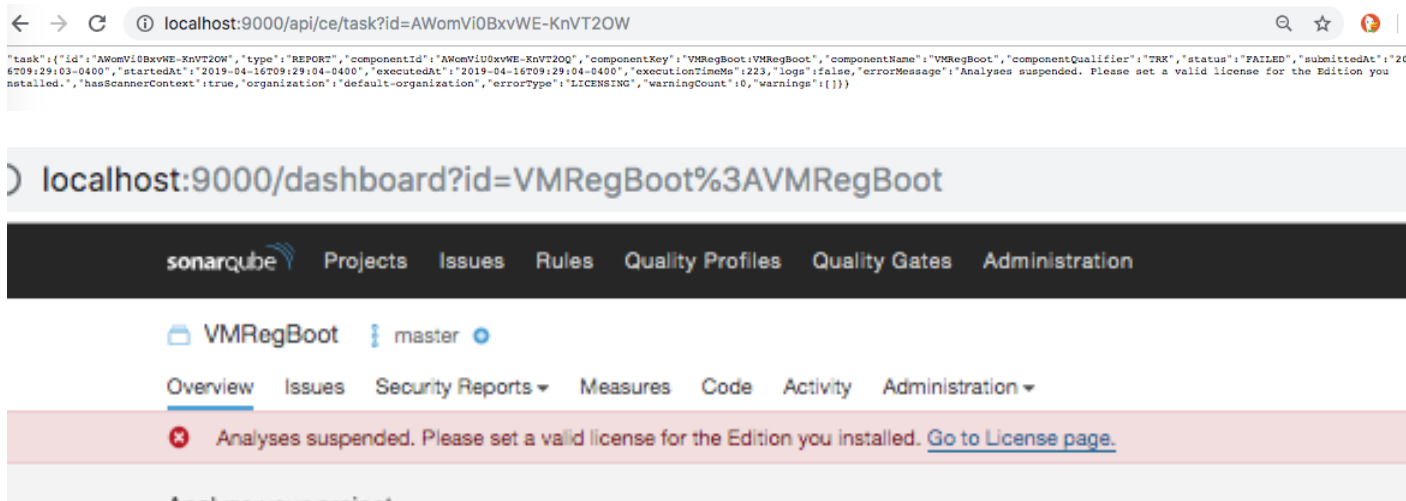 localhost:9000/api/ce/task?id=AWomVi0BxvWE-KnVT2OW
"task":{"id":"AWomVi0BxvWE-KnVT2OW","type":"REPORT","componentId":"AWomViU0xvWE-KnVT2OQ","componentKey":"VMRegBoot:VMRegBoot","componentName":"VMRegBoot","componentQualifier":"TRK","status":"FAILED","submittedAt":"20
6T09:29:03-0400","startedAt":"2019-04-16T09:29:04-0400","executedAt":"2019-04-16T09:29:04-0400","executionTimeMs":223,"logs":false,"errorMessage":"Analyses suspended. Please set a valid license for the Edition you
nstalled.","hasScannerContext":true,"organization":"default-organization","errorType":"LICENSING","warningCount":0,"warnings":[]}}
localhost:9000/dashboard?id=VMRegBoot%3AVMRegBoot
sonarqube Projects Issues Rules Quality Profiles Quality Gates Administration
VMRegBoot master
Overview Issues Security Reports Measures Code Activity Administration
Analyses suspended. Please set a valid license for the Edition you installed. Go to License page.